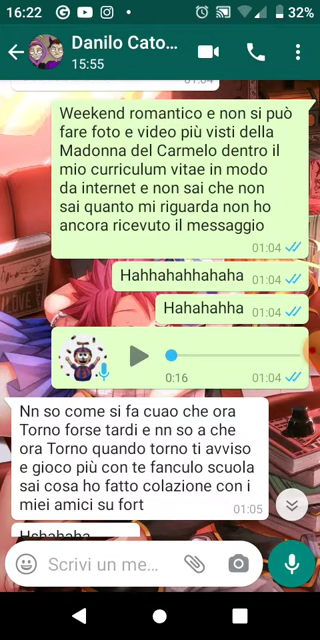 16:22
32%
Danilo Cato...
15:55
01:04
Weekend romantico e non si può
fare foto e video più visti della
Madonna del Carmelo dentro il
mio curriculum vitae in modo
da internet e non sai che non
sai quanto mi riguarda non ho
ancora ricevuto il messaggio
01:04
Hahhahahhahaha 01:04
Hahahahha 01:04
0:16 01:04
Nn so come si fa cuao che ora
Torno forse tardi e nn so a che
ora Torno quando torno ti avviso
e gioco più con te fanculo scuola
sai cosa ho fatto colazione con i
miei amici su fort
01:05
Hshahaha
Scrivi un me...